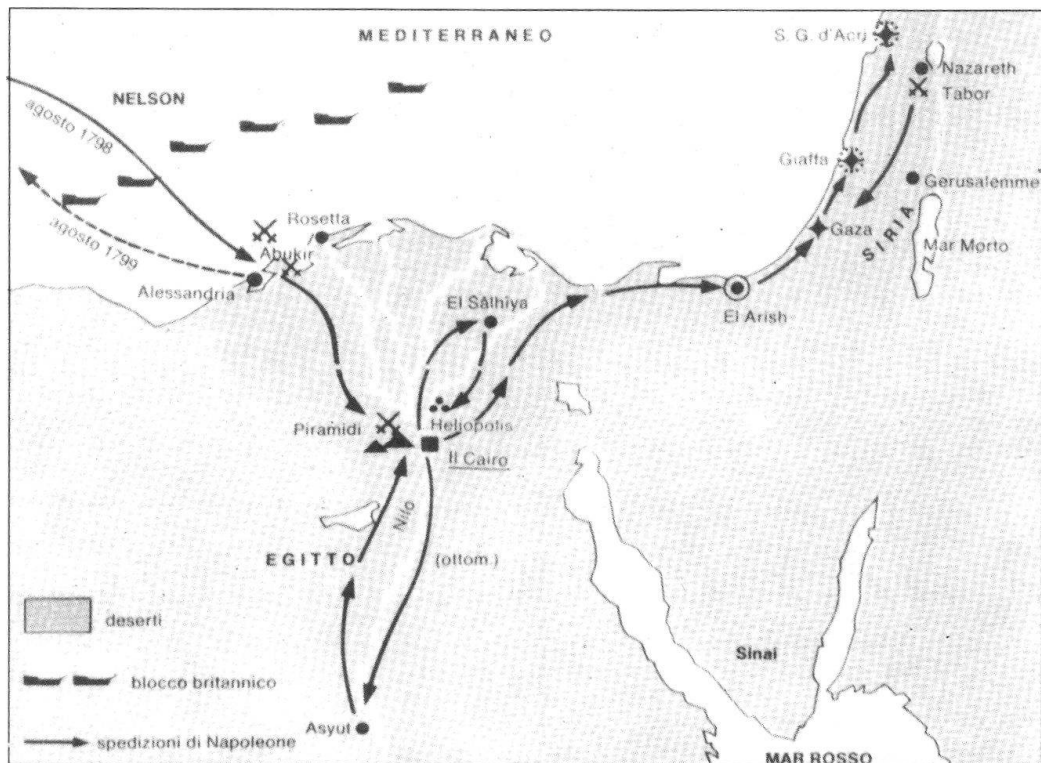 MEDITERRANEO
S. G. d'Acri
Nazareth
Tabor
NELSON
agosto 1798
Giaffa
Gerusalemme
agosto 1799
Rosetta
Abukir
Gaza
SIRIA
Mar Morto
Alessandria
El Sâlhîya
El Arish
Piramidi
Heliopolis
Il Cairo
Nilo
EGITTO
(ottom.)
deserti
Sinai
blocco britannico
Asyut
spedizioni di Napoleone
MAR ROSSO